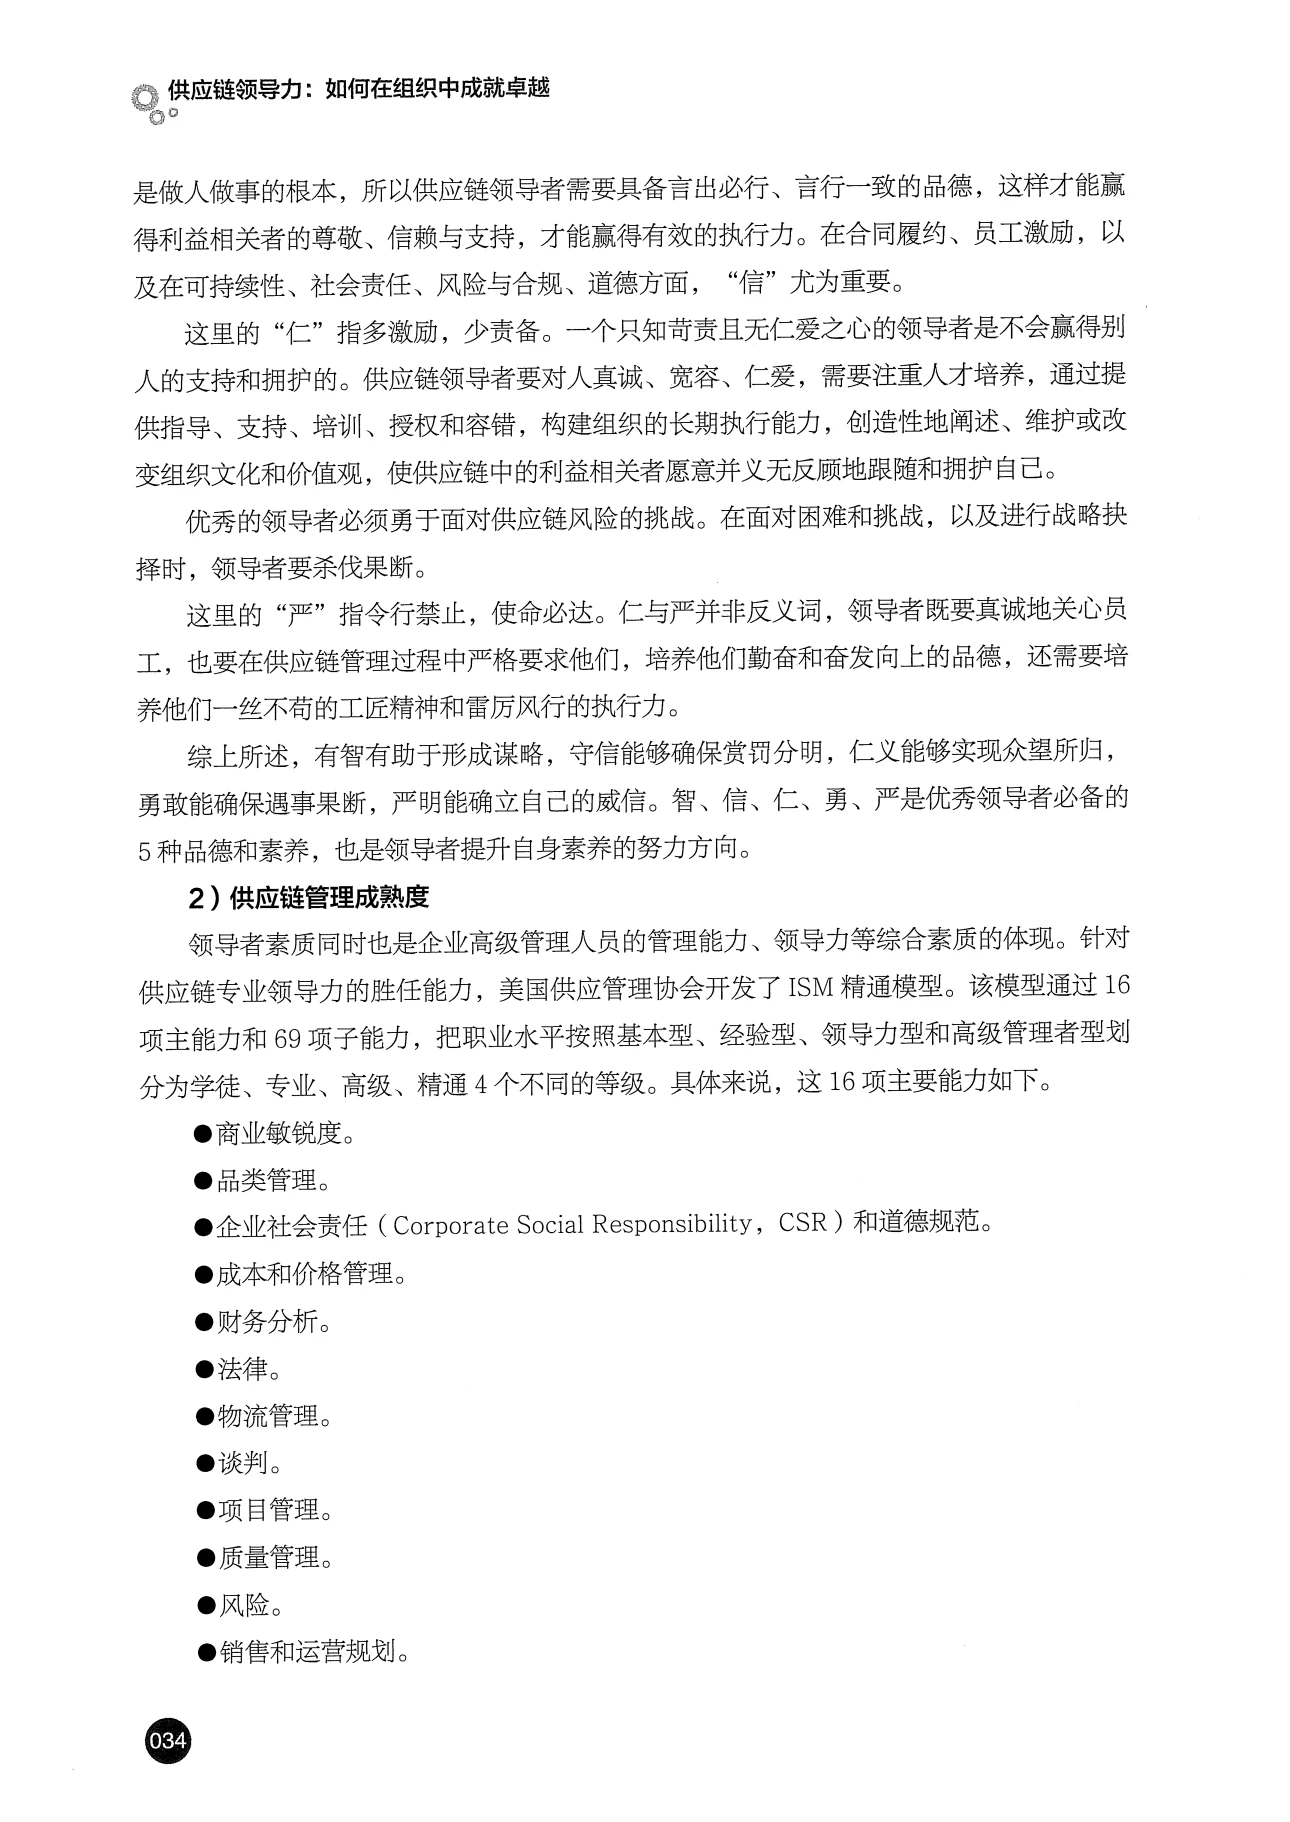 供应链领导力：如何在组织中成就卓越
是做人做事的根本，所以供应链领导者需要具备言出必行、言行一致的品德，这样才能赢
得利益相关者的尊敬、信赖与支持，才能赢得有效的执行力。在合同履约、员工激励，以
及在可持续性、社会责任、风险与合规、道德方面，“信”尤为重要。
这里的“仁”指多激励，少责备。一个只知苛责且无仁爱之心的领导者是不会赢得别
人的支持和拥护的。供应链领导者要对人真诚、宽容、仁爱，需要注重人才培养，通过提
供指导、支持、培训、授权和容错，构建组织的长期执行能力，创造性地阐述、维护或改
变组织文化和价值观，使供应链中的利益相关者愿意并义无反顾地跟随和拥护自己。
优秀的领导者必须勇于面对供应链风险的挑战。在面对困难和挑战，以及进行战略抉
择时，领导者要杀伐果断。
这里的“严”指令行禁止，使命必达。仁与严并非反义词，领导者既要真诚地关心员
工，也要在供应链管理过程中严格要求他们，培养他们勤奋和奋发向上的品德，还需要培
养他们一丝不苟的工匠精神和雷厉风行的执行力。
综上所述，有智有助于形成谋略，守信能够确保赏罚分明，仁义能够实现众望所归，
勇敢能确保遇事果断，严明能确立自己的威信。智、信、仁、勇、严是优秀领导者必备的
5 种品德和素养，也是领导者提升自身素养的努力方向。
2）供应链管理成熟度
领导者素质同时也是企业高级管理人员的管理能力、领导力等综合素质的体现。针对
供应链专业领导力的胜任能力，美国供应管理协会开发了 ISM 精通模型。该模型通过 16
项主能力和 69 项子能力，把职业水平按照基本型、经验型、领导力型和高级管理者型划
分为学徒、专业、高级、精通 4 个不同的等级。具体来说，这 16 项主要能力如下。
●商业敏锐度。
●品类管理。
●企业社会责任（Corporate Social Responsibility，CSR）和道德规范。
●成本和价格管理。
●财务分析。
●法律。
●物流管理。
●谈判。
●项目管理。
●质量管理。
●风险。
●销售和运营规划。
034